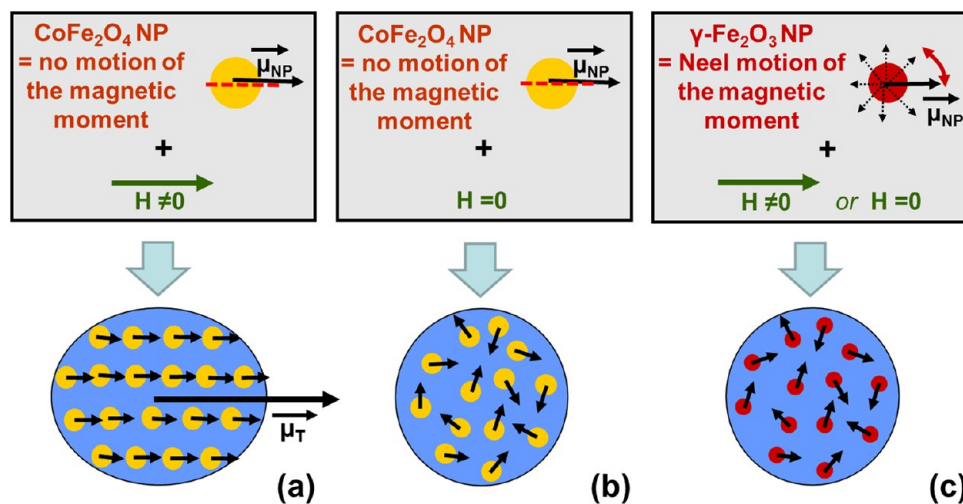 CoFe₂O₄ NP
= no motion of
the magnetic
moment
μNP
+
H ≠0
CoFe₂O₄ NP
= no motion of
the magnetic
moment
μNP
+
H =0
γ-Fe₂O₃ NP
= Neel motion of
the magnetic
moment
μNP
+
H ≠0 or H =0
μT
(a)
(b)
(c)